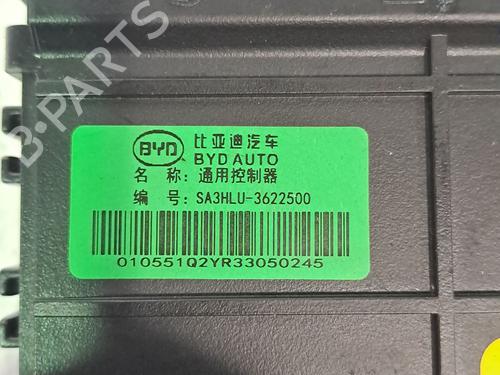 BYD
比亚迪汽车
BYD AUTO
名 称: 通用控制器
编 号: SA3HLU-3622500
010551Q2YR33050245
B-PARTS